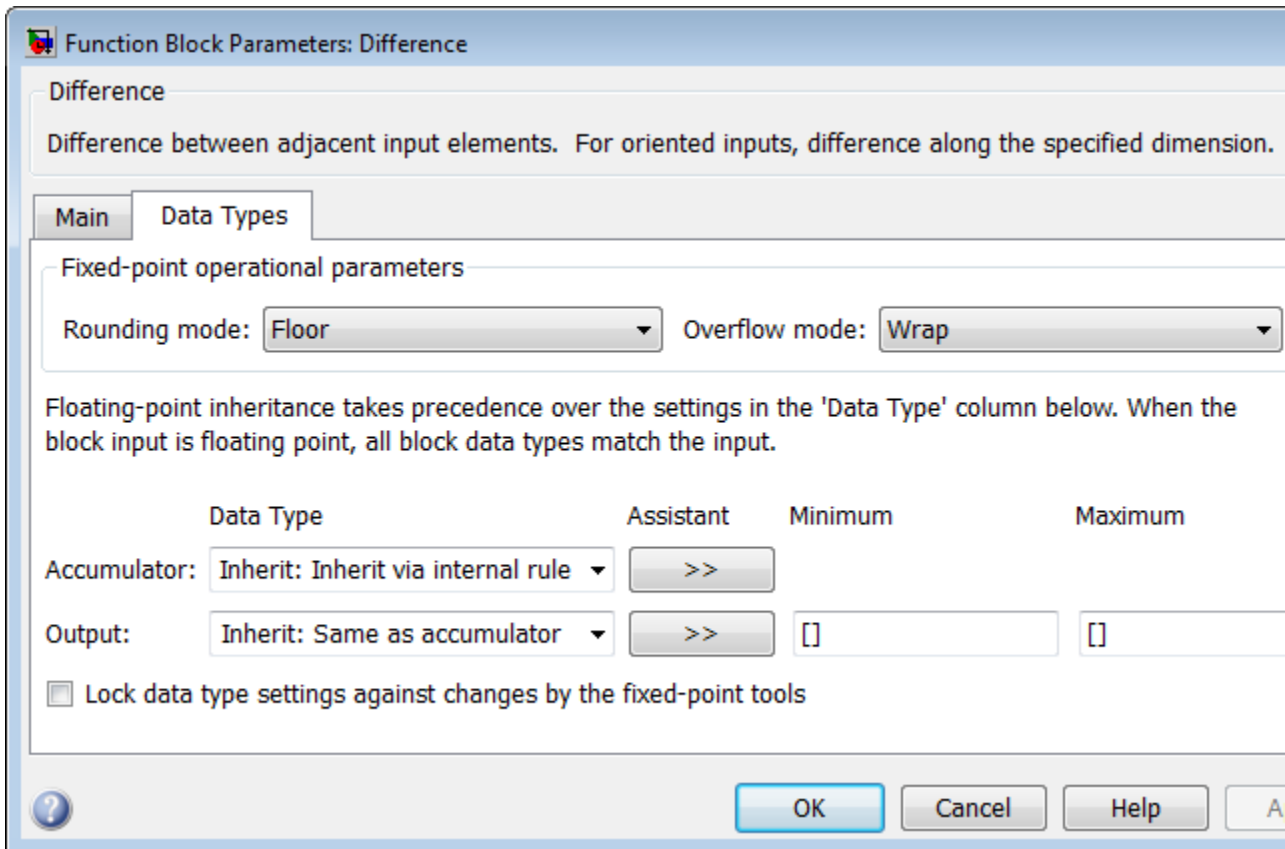 Function Block Parameters: Difference
Difference
Difference between adjacent input elements.  For oriented inputs, difference along the specified dimension.
Main Data Types
Fixed-point operational parameters
Rounding mode: Floor Overflow mode: Wrap
Floating-point inheritance takes precedence over the settings in the 'Data Type' column below. When the
block input is floating point, all block data types match the input.
Data Type Assistant Minimum Maximum
Accumulator: Inherit: Inherit via internal rule >>
Output: Inherit: Same as accumulator >> [] []
Lock data type settings against changes by the fixed-point tools
? OK Cancel Help